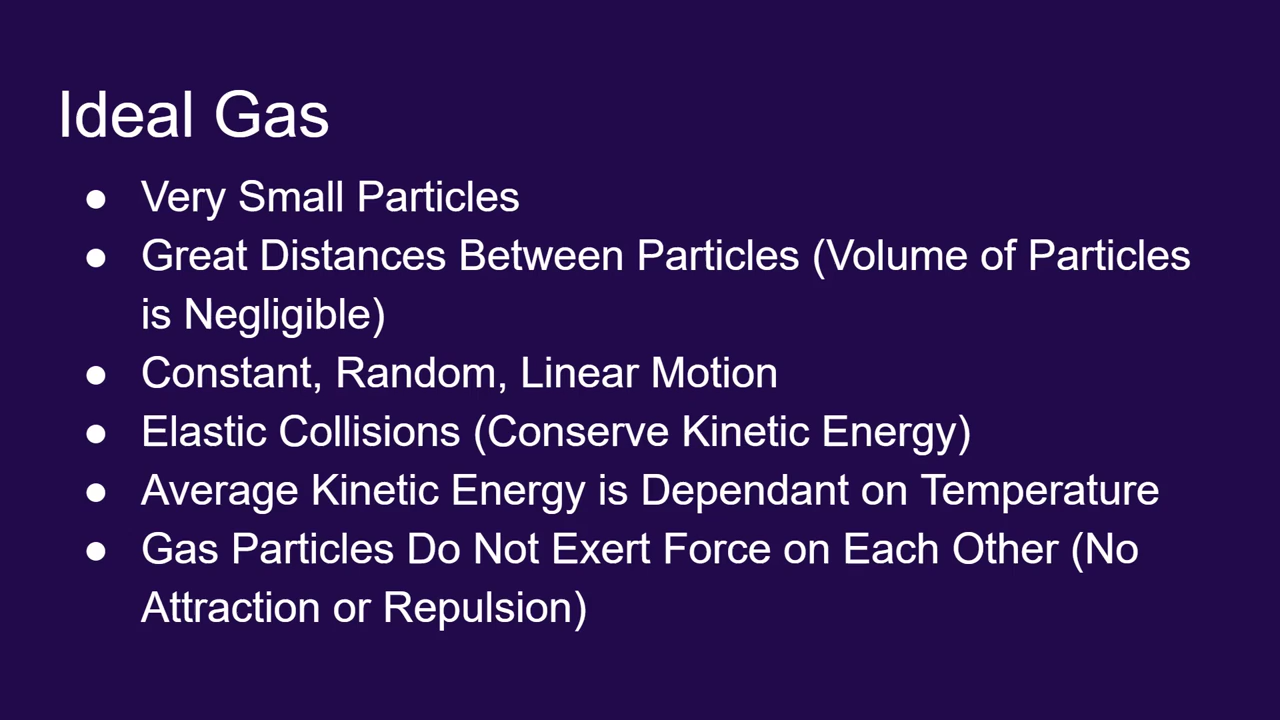 Ideal Gas
● Very Small Particles
● Great Distances Between Particles (Volume of Particles
is Negligible)
● Constant, Random, Linear Motion
● Elastic Collisions (Conserve Kinetic Energy)
● Average Kinetic Energy is Dependant on Temperature
● Gas Particles Do Not Exert Force on Each Other (No
Attraction or Repulsion)